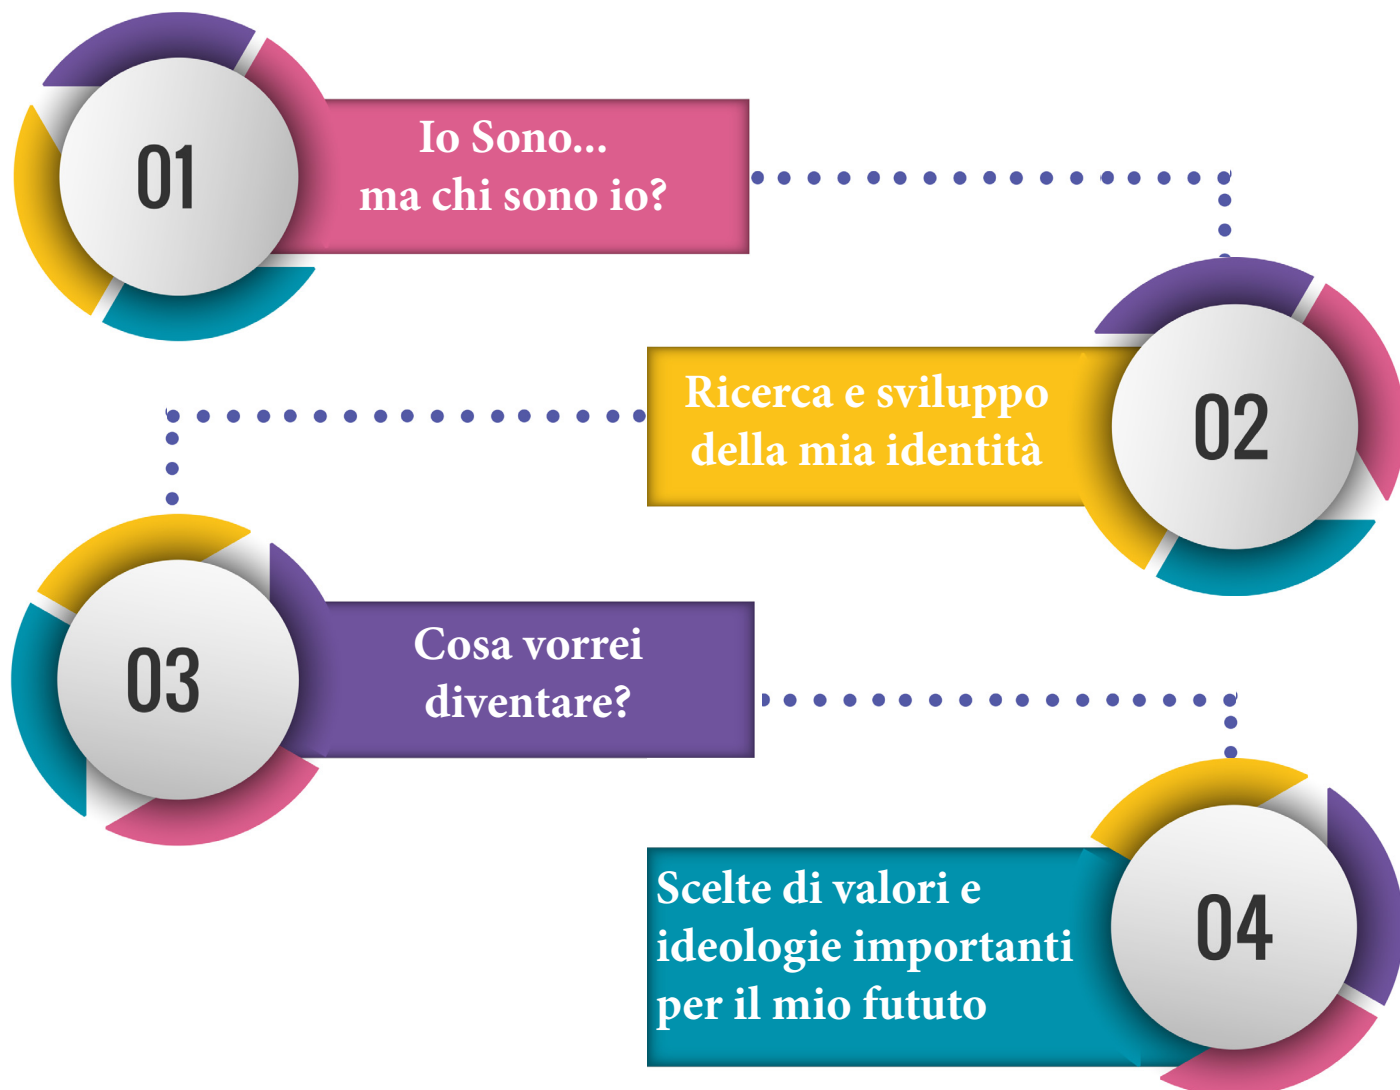 01
Io Sono...
ma chi sono io?
02
Ricerca e sviluppo
della mia identità
03
Cosa vorrei
diventare?
04
Scelte di valori e
ideologie importanti
per il mio fututo